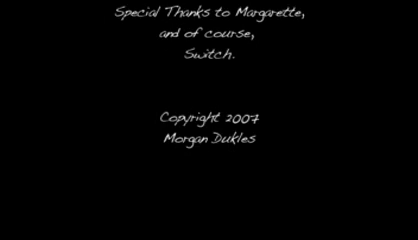 Special Thanks to Margarette,
and of course,
Switch.
Copyright 2007
Morgan Dukles